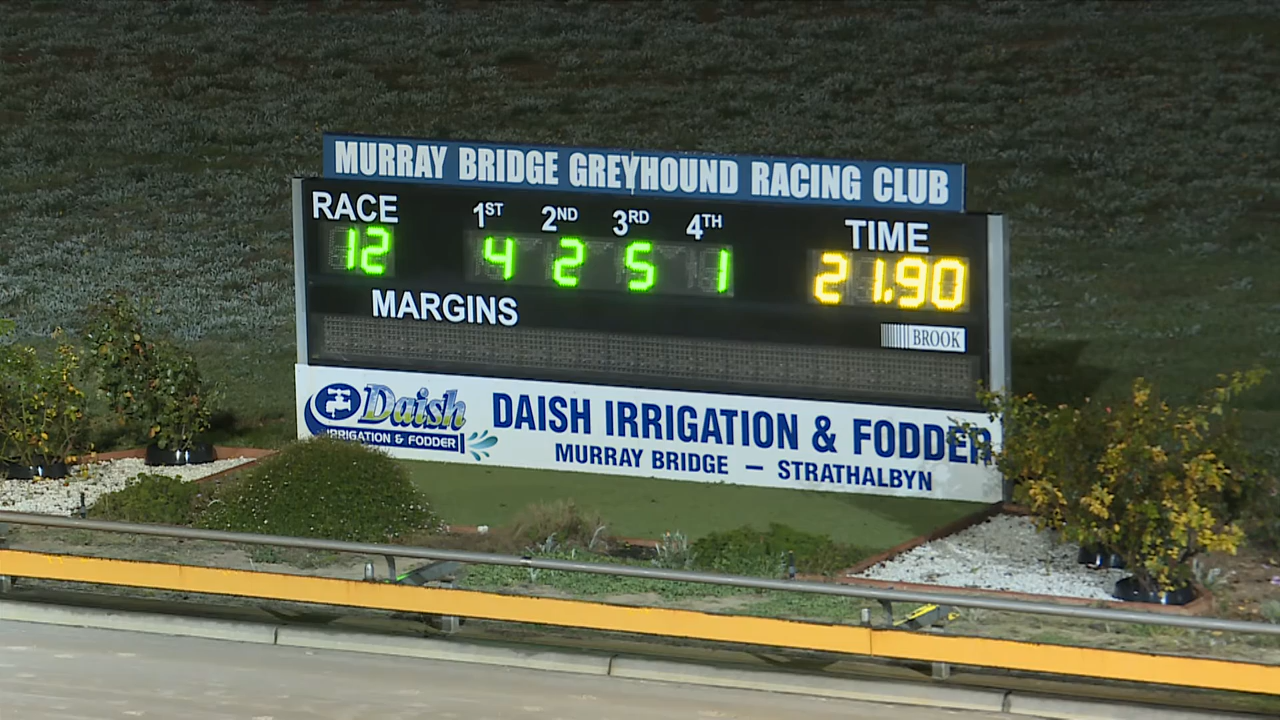 MURRAY BRIDGE GREYHOUND RACING CLUB
RACE 1ST 2ND 3RD 4TH TIME
12 4 2 5 1 21.90
MARGINS
BROOK
Daish
IRRIGATION & FODDER
DAISH IRRIGATION & FODDER
MURRAY BRIDGE — STRATHALBYN